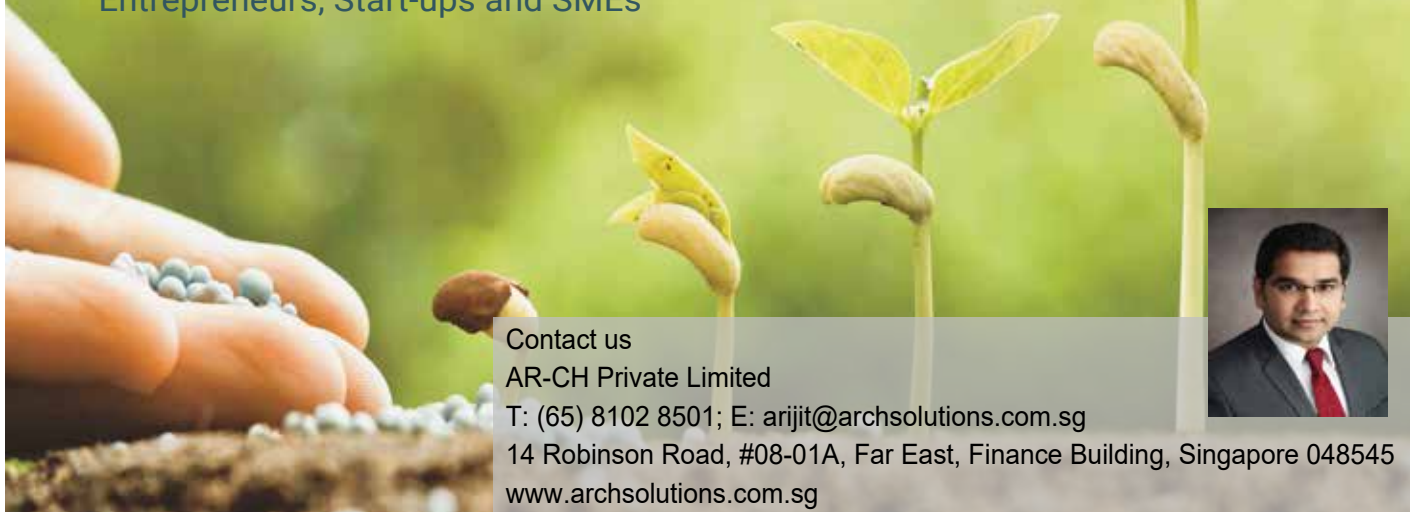 Entrepreneurs, Start-ups and SMEs
Contact us
AR-CH Private Limited
T: (65) 8102 8501; E: arijit@archsolutions.com.sg
14 Robinson Road, #08-01A, Far East, Finance Building, Singapore 048545
www.archsolutions.com.sg